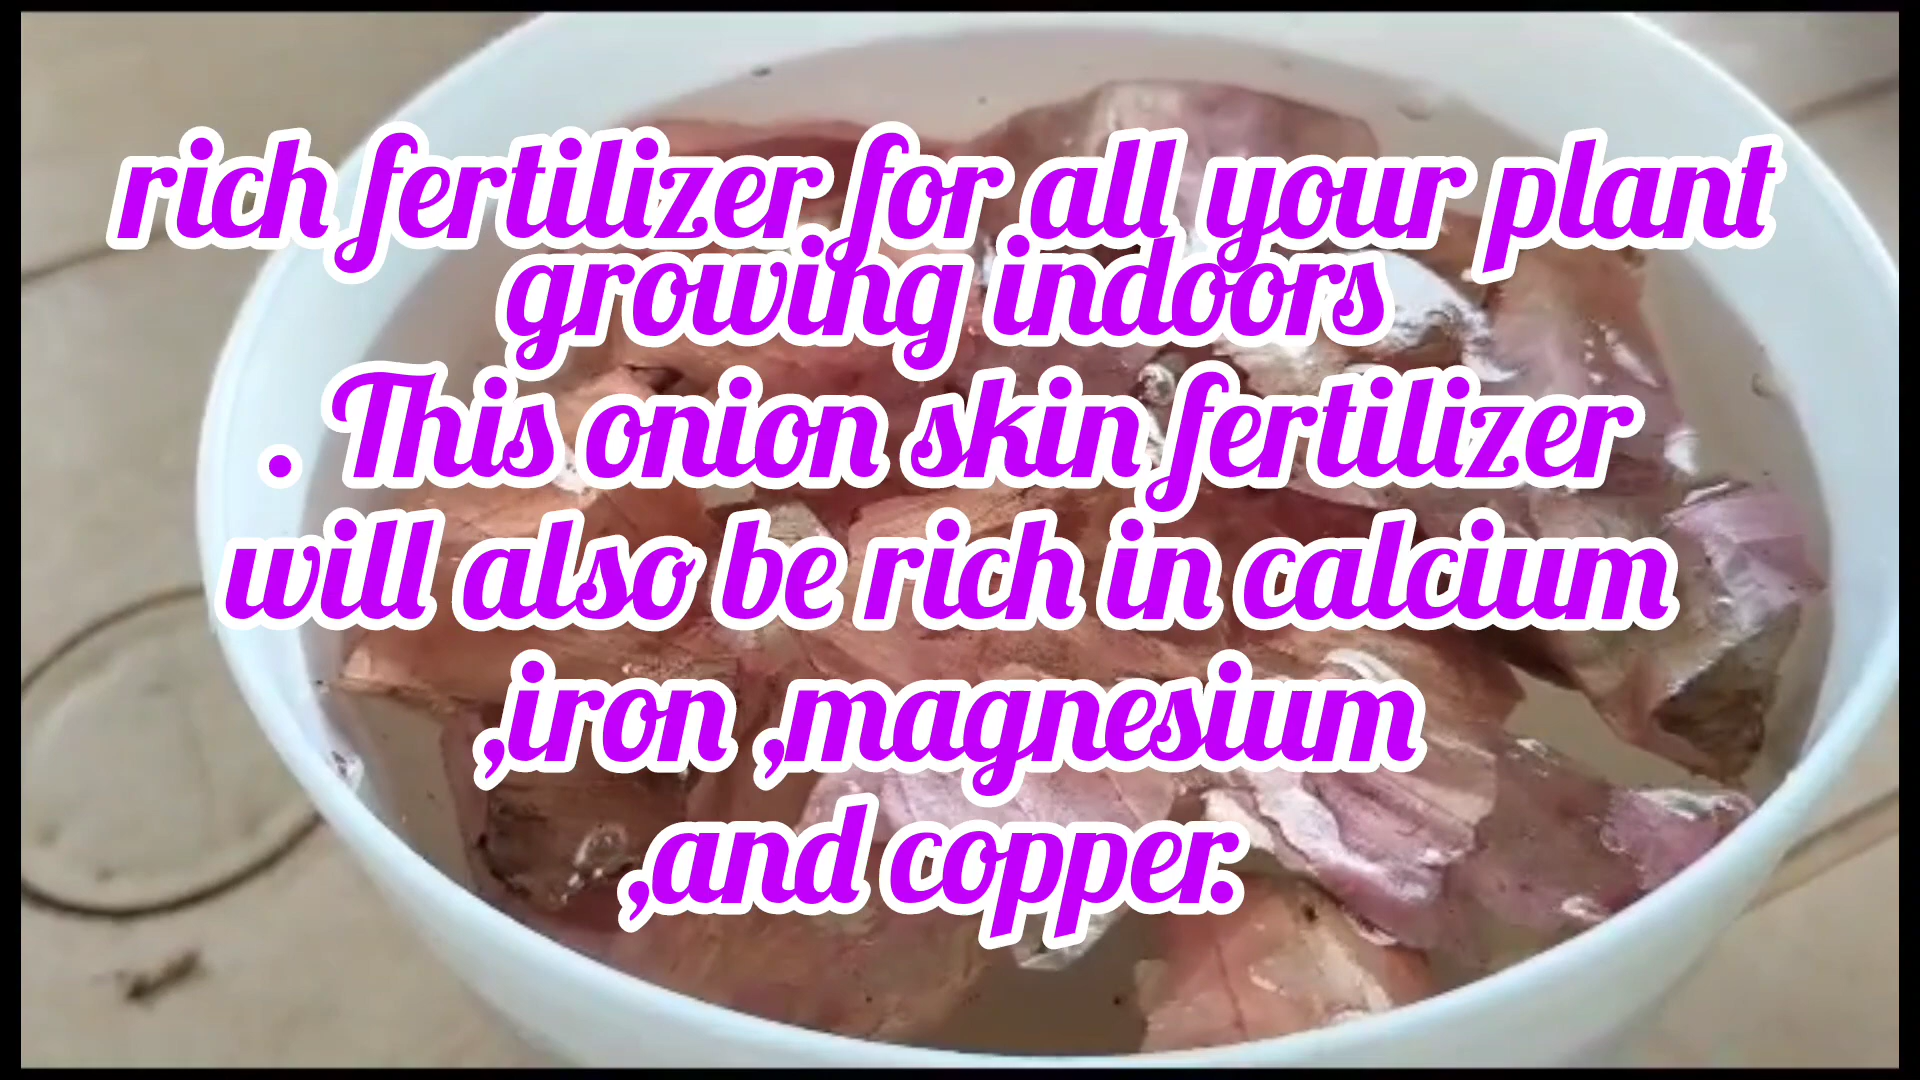 rich fertilizer for all your plant
growing indoors
. This onion skin fertilizer
will also be rich in calcium
,iron ,magnesium
,and copper.